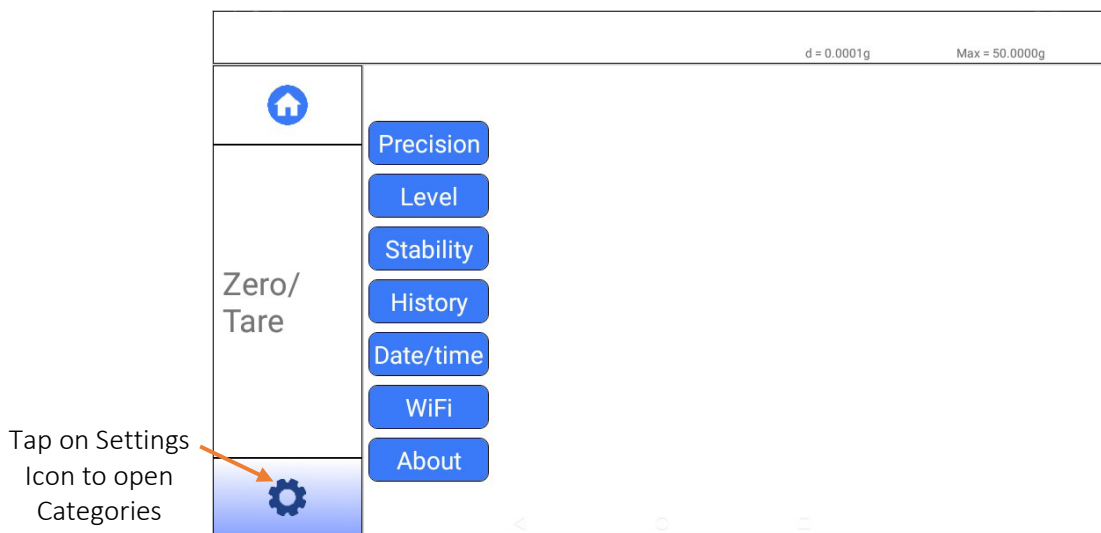 d = 0.0001g
Max = 50.0000g
Precision
Level
Stability
History
Date/time
WiFi
About
Zero/
Tare
Tap on Settings
Icon to open
Categories